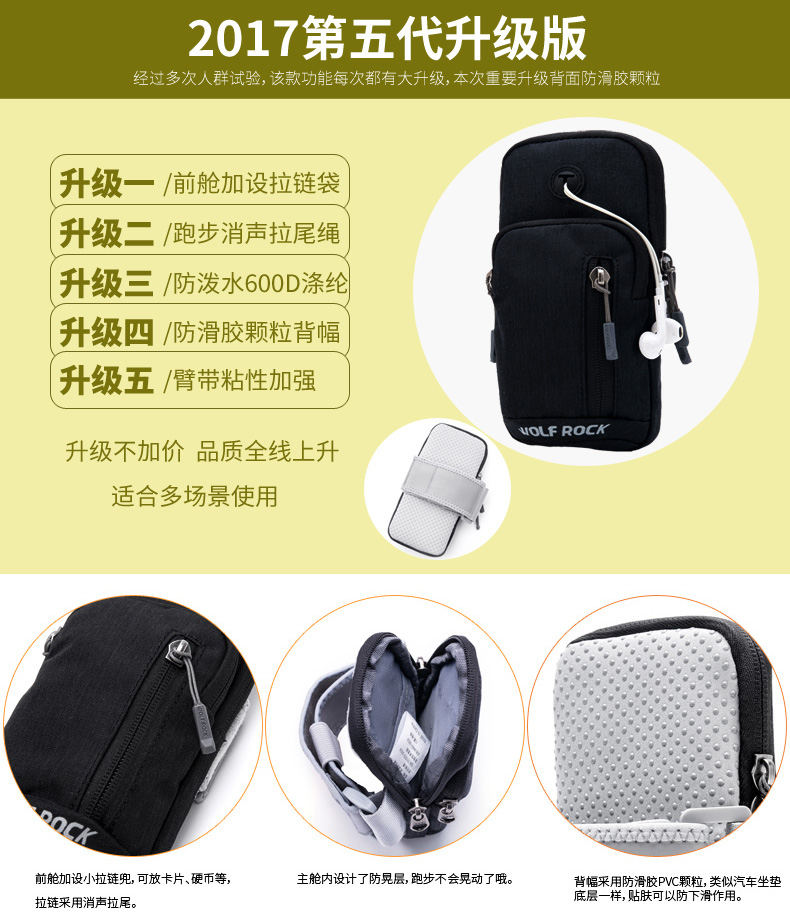 2017第五代升级版
经过多次人群试验, 该款功能每次都有大升级, 本次重要升级背面防滑胶颗粒
升级一 /前舱加设拉链袋
升级二 /跑步消声拉尾绳
升级三 /防泼水600D涤纶
升级四 /防滑胶颗粒背幅
升级五 /臂带粘性加强
升级不加价 品质全线上升
适合多场景使用
WOLF ROCK
WOLF ROCK
F ROCK
前舱加设小拉链兜, 可放卡片、硬币等,
拉链采用消声拉尾。
主舱内设计了防晃层, 跑步不会晃动了哦。
背幅采用防滑胶PVC颗粒, 类似汽车坐垫
底层一样, 贴肤可以防下滑作用。